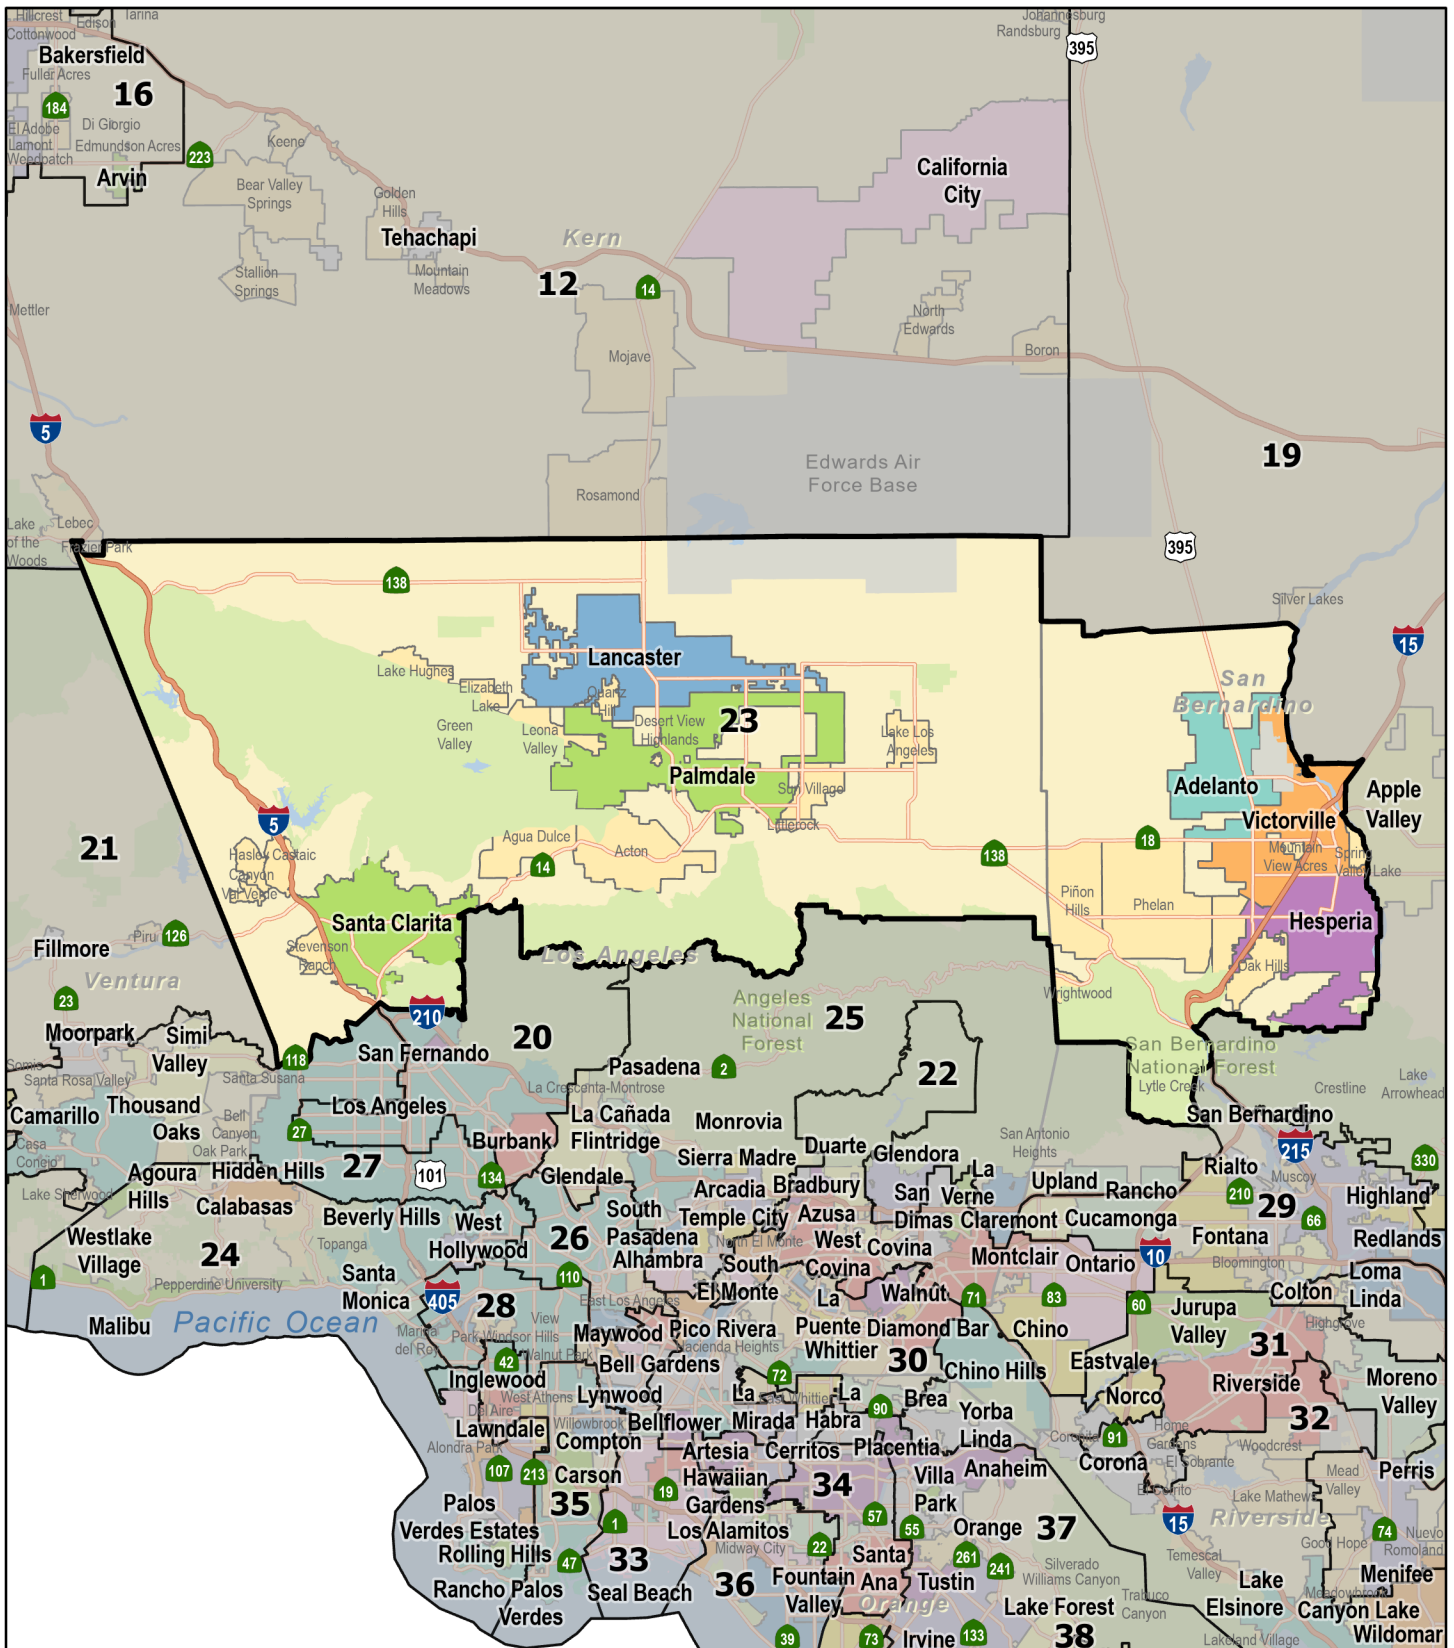 Hillcrest
Edison
Tarina
Cottonwood
Bakersfield
Fuller Acres
16
184
El Adobe
Di Giorgio
Lamont
Edmundson Acres
Weedpatch
223
Arvin
Keene
Bear Valley
Springs
Golden
Hills
Tehachapi
Mountain
Meadows
Stallion
Springs
Mettler
Kern
12
14
Mojave
Rosamond
Johannesburg
Randsburg
395
California
City
North
Edwards
Boron
Edwards Air
Force Base
19
5
395
Lake
of the
Woods
Lebec
Frazier Park
138
Silver Lakes
15
Lancaster
Lake Hughes
Elizabeth
Lake
Quartz
Hill
Green
Valley
Leona
Valley
Desert View
Highlands
23
Lake Los
Angeles
Palmdale
Sun Village
Littlerock
San
Bernardino
Adelanto
Victorville
Apple
Valley
Mountain
View Acres
Spring
Valley Lake
21
5
Hasley
Canyon
Castaic
Val Verde
Agua Dulce
14
Acton
138
18
Piñon
Hills
Phelan
Hesperia
Oak Hills
Santa Clarita
Stevenson
Ranch
Fillmore
Piru
126
Ventura
23
Los Angeles
Wrightwood
Moorpark
Simi
Valley
210
118
San Fernando
20
Angeles
National
Forest
25
22
San Bernardino
National Forest
Lytle Creek
Crestline
Lake
Arrowhead
Somis
Santa Rosa Valley
Santa Susana
Pasadena
2
La Crescenta-Montrose
Camarillo
Thousand
Oaks
Bell
Canyon
Oak Park
Los Angeles
27
La Cañada
Flintridge
Monrovia
San Bernardino
215
Casa
Conejo
Burbank
Sierra Madre
Duarte
Glendora
San Antonio
Heights
330
Agoura
Hills
Hidden Hills
27
101
134
Glendale
Arcadia
Bradbury
La
Verne
Upland
Rancho
Cucamonga
Rialto
210
Muscoy
29
66
Highland
Lake Sherwood
Calabasas
Beverly Hills
West
Hollywood
South
Pasadena
Temple City
Azusa
San
Dimas
Claremont
Fontana
Redlands
Westlake
Village
24
Topanga
26
Alhambra
North El Monte
West
Covina
Covina
Montclair
Ontario
10
Bloomington
1
Pepperdine University
Santa
Monica
405
110
South
El Monte
El Monte
La
Puente
Walnut
71
83
60
Colton
Loma
Linda
Malibu
Pacific Ocean
28
Marina
del Rey
View
Park-Windsor Hills
Walnut Park
East Los Angeles
Maywood
Pico Rivera
Hacienda Heights
Whittier
Diamond Bar
Chino
Jurupa
Valley
Highgrove
31
42
Inglewood
West Athens
Bell Gardens
72
30
Chino Hills
Eastvale
Riverside
Moreno
Valley
Lynwood
La
Mirada
East Whittier
La
Habra
90
Brea
Norco
32
Del Aire
Lawndale
Willowbrook
Compton
Bellflower
Yorba
Linda
Coronita
91
Home
Gardens
El Sobrante
Woodcrest
Alondra Park
Artesia
Cerritos
Placentia
Corona
107
213
Carson
35
19
Hawaiian
Gardens
34
Villa
Park
Anaheim
El Cerrito
Lake Mathews
Mead
Valley
Perris
Palos
Verdes Estates
1
Los Alamitos
57
55
Orange
37
15
Riverside
74
Nuevo
Romoland
Rolling Hills
47
33
Midway City
22
Santa
Ana
261
241
Silverado
Williams Canyon
Temescal
Valley
Good Hope
Rancho Palos
Verdes
Seal Beach
36
Fountain
Valley
Tustin
Trabuco
Canyon
Lake
Elsinore
Meadowbrook
Menifee
Orange
Lake Forest
Canyon Lake
39
73
Irvine
133
38
Lakeland Village
Wildomar